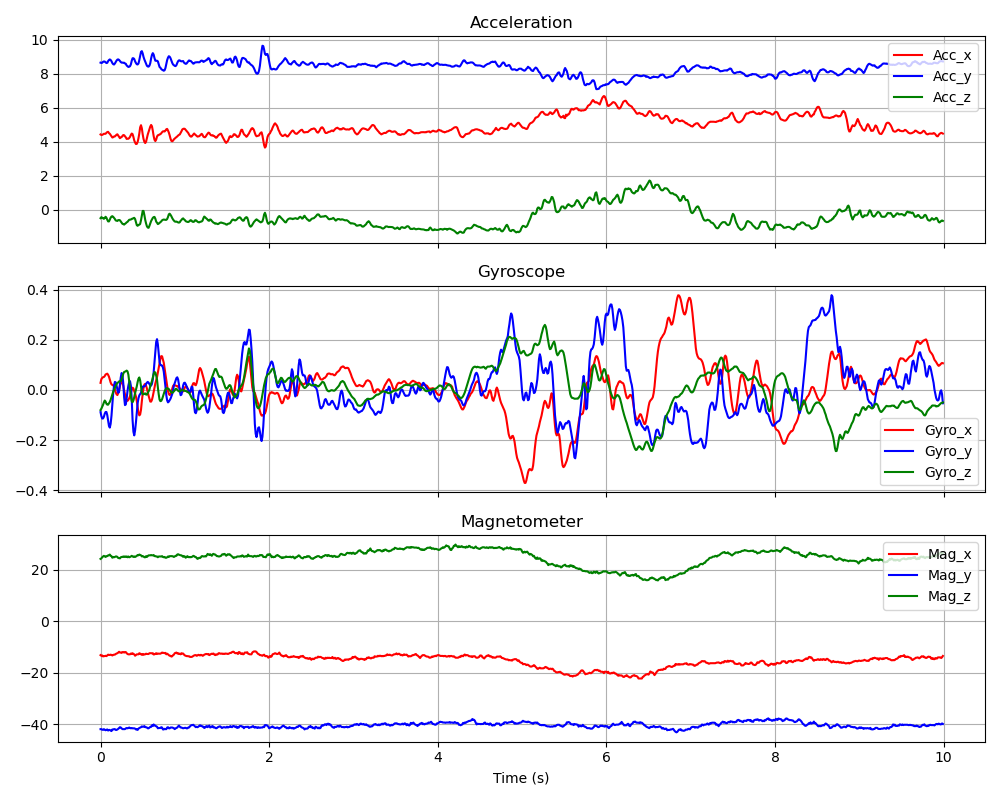 Acceleration
10
8
6
4
2
0
Acc_x
Acc_y
Acc_z
Gyroscope
0.4
0.2
0.0
−0.2
−0.4
Gyro_x
Gyro_y
Gyro_z
Magnetometer
20
0
−20
−40
Mag_x
Mag_y
Mag_z
0 2 4 6 8 10
Time (s)